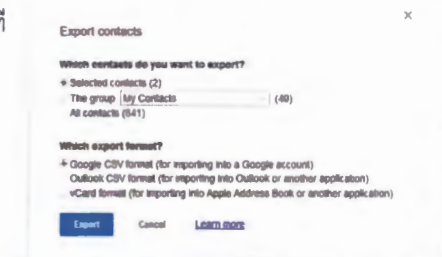 ที่
Export contacts
Which contacts do you want to export?
Selected contacts (2)
The group My Contacts (49)
All contacts (641)
Which export format?
Google CSV format (for importing into a Google account)
Outlook CSV format (for importing into Outlook or another application)
vCard format (for importing into Apple Address Book or another application)
Export Cancel Learn more